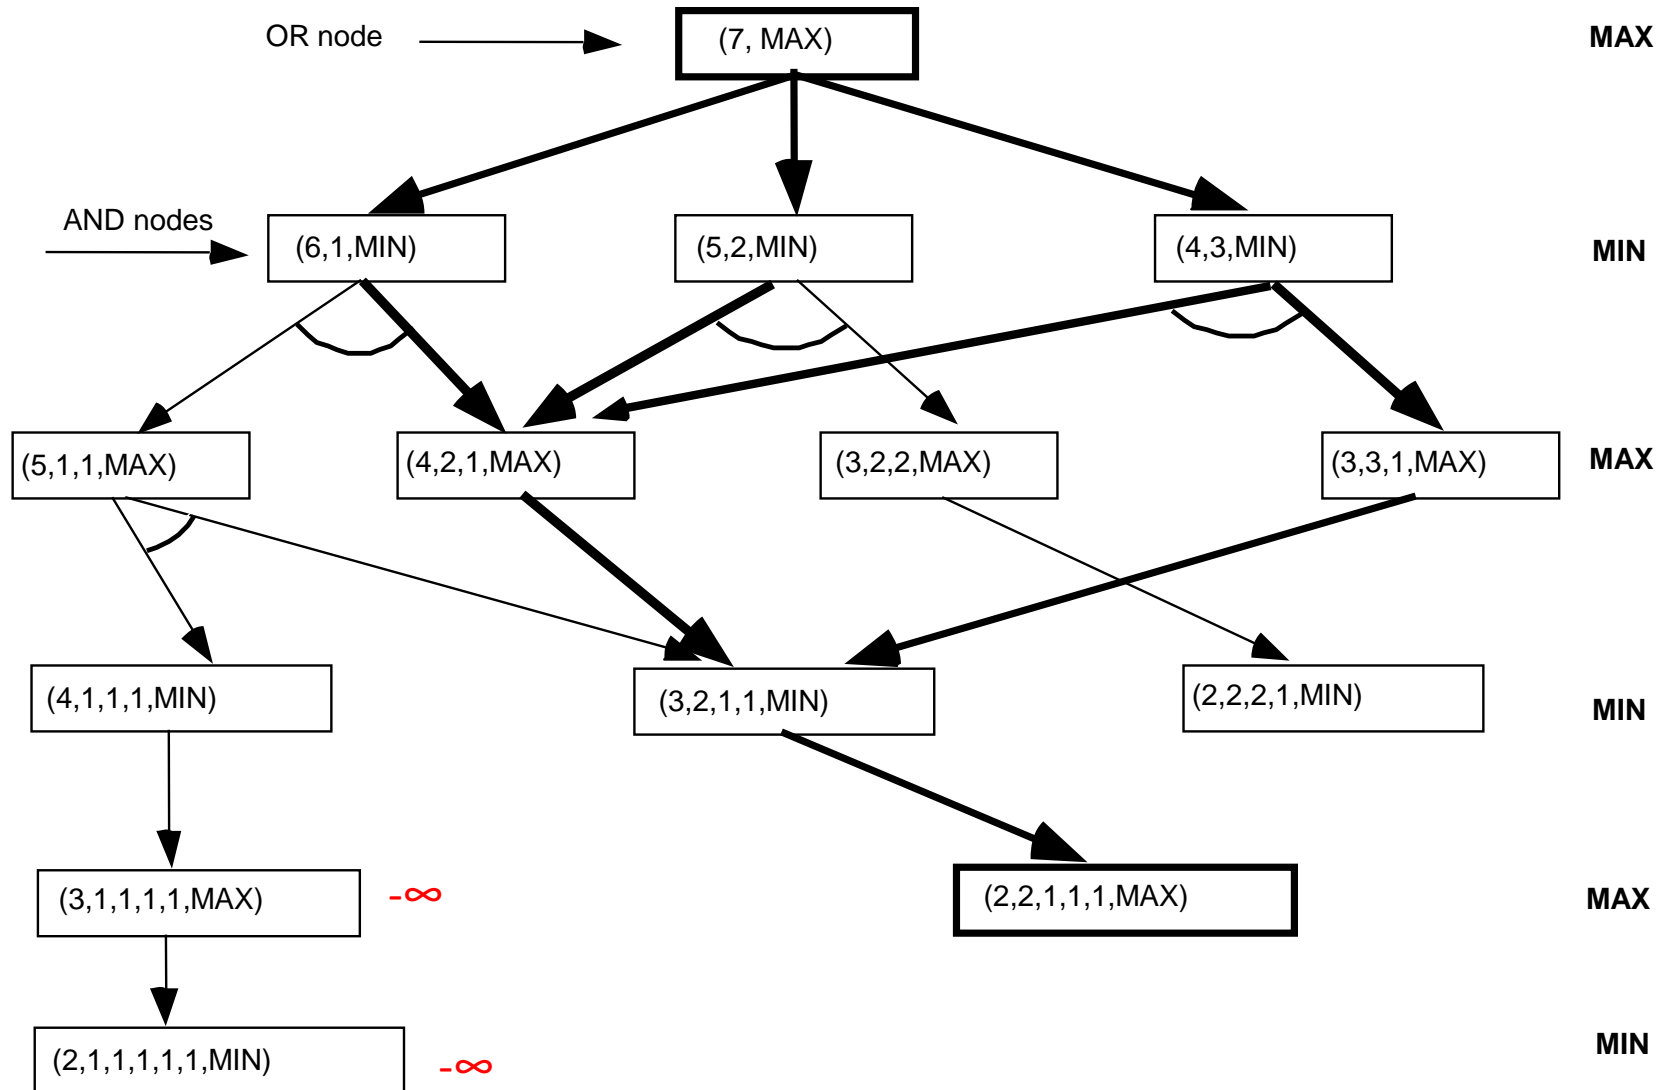 OR node
(7, MAX)
MAX
AND nodes
(6,1,MIN)
(5,2,MIN)
(4,3,MIN)
MIN
(5,1,1,MAX)
(4,2,1,MAX)
(3,2,2,MAX)
(3,3,1,MAX)
MAX
(4,1,1,1,MIN)
(3,2,1,1,MIN)
(2,2,2,1,MIN)
MIN
(3,1,1,1,1,MAX)
-∞
(2,2,1,1,1,MAX)
MAX
(2,1,1,1,1,1,MIN)
-∞
MIN